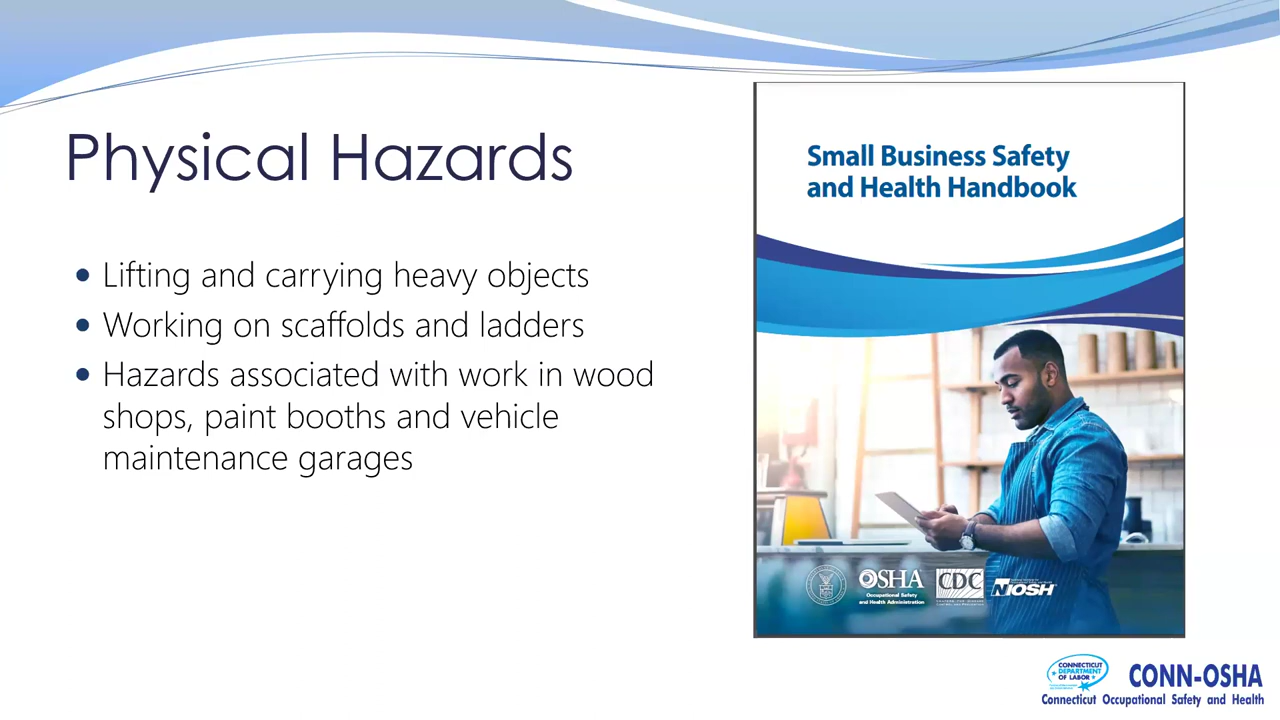 Physical Hazards
Lifting and carrying heavy objects
Working on scaffolds and ladders
Hazards associated with work in wood
shops, paint booths and vehicle
maintenance garages
Small Business Safety
and Health Handbook
OSHA
Occupational Safety
and Health Administration
CDC
NIOSH
CONNECTICUT
DEPARTMENT
OF LABOR
CONN-OSHA
Connecticut Occupational Safety and Health